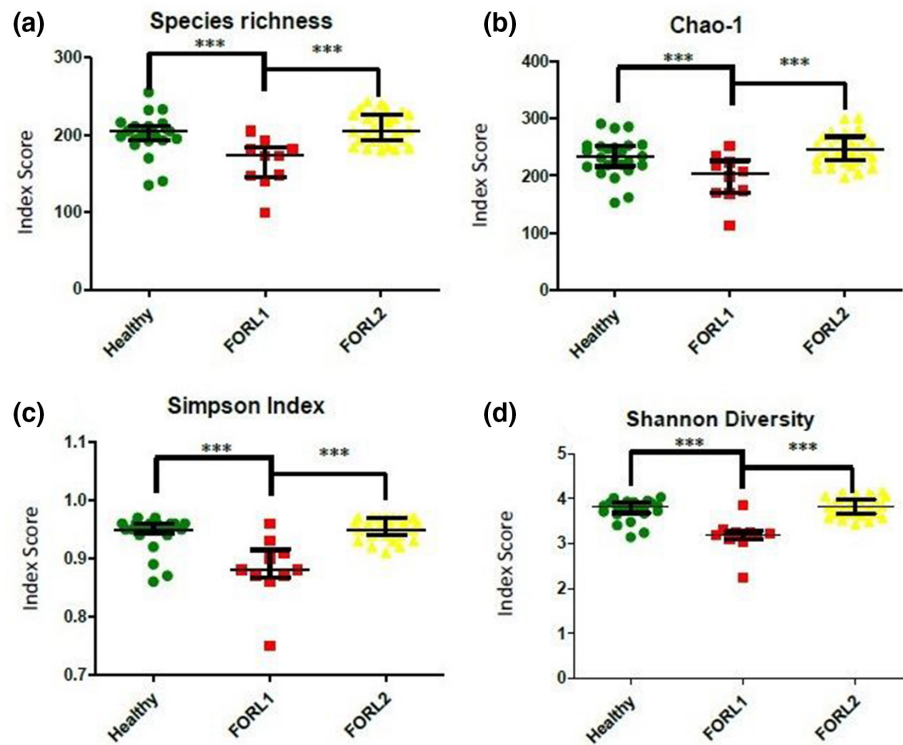 (a)
Species richness
***
***
300
200
100
0
Index Score
Healthy
FORL1
FORL2
(b)
Chao-1
***
***
400
300
200
100
0
Index Score
Healthy
FORL1
FORL2
(c)
Simpson Index
***
***
1.1
1.0
0.9
0.8
0.7
Index Score
Healthy
FORL1
FORL2
(d)
Shannon Diversity
***
***
5
4
3
2
1
0
Index Score
Healthy
FORL1
FORL2